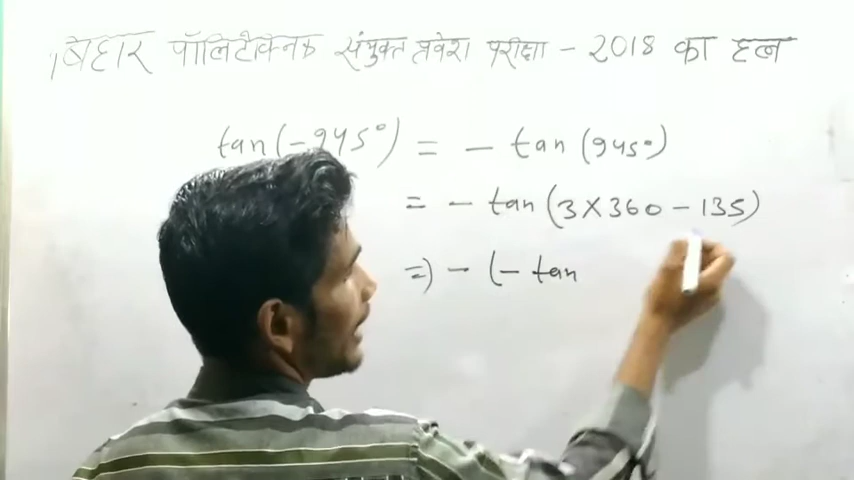 बिहार पॉलिटेक्निक संयुक्त प्रवेश परीक्षा - 2018 का हल
tan(-945°) = - tan (945°)
= - tan (3×360-135)
=) - (- tan